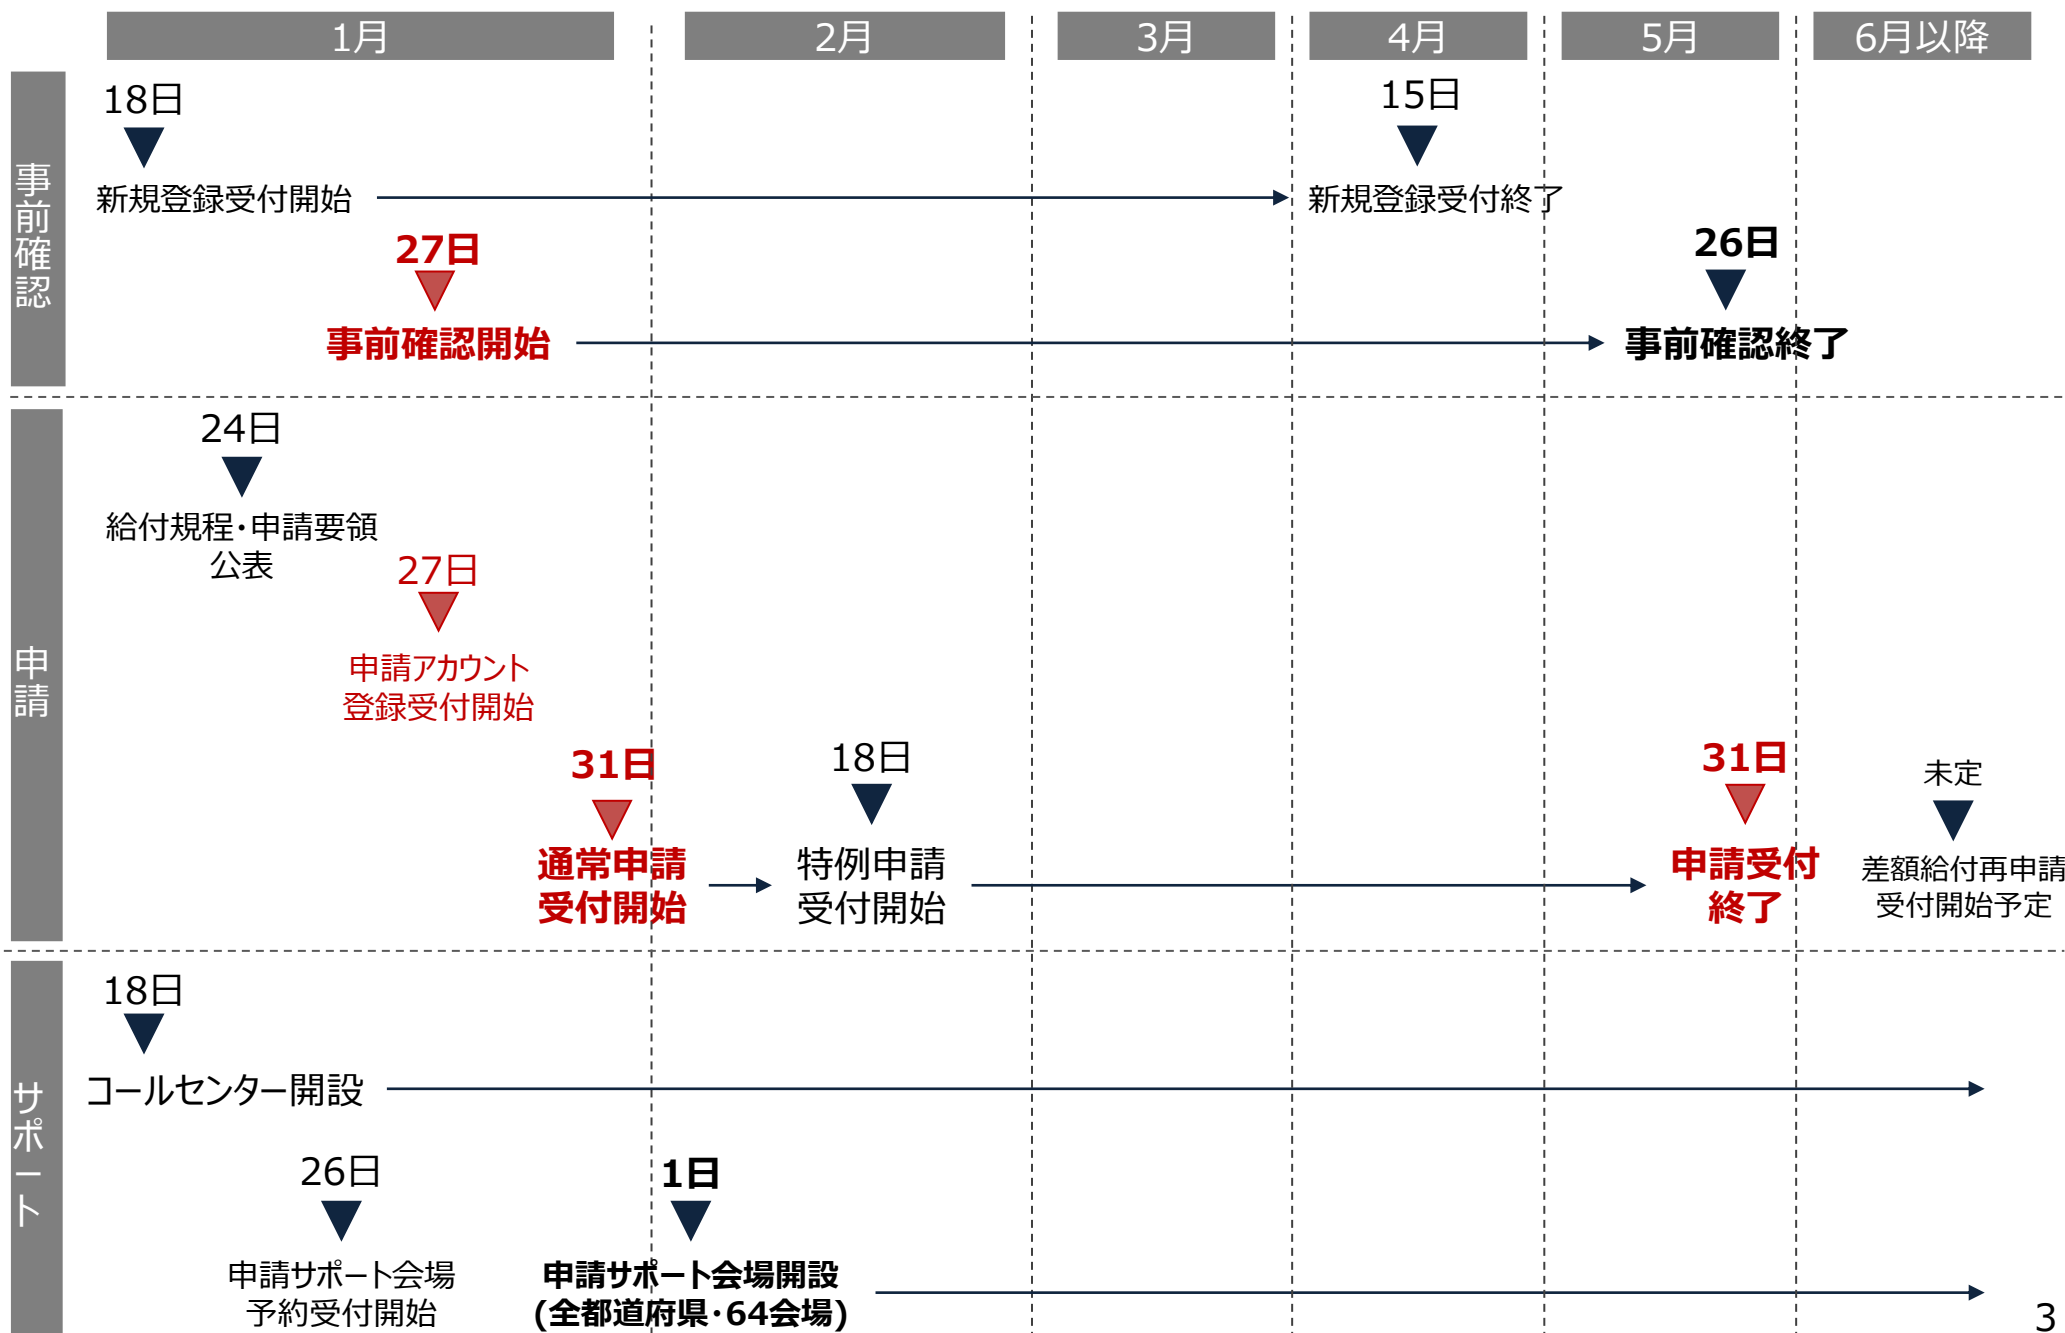 1月
2月
3月
4月
5月
6月以降
事前確認
18日
新規登録受付開始
15日
新規登録受付終了
27日
事前確認開始
26日
事前確認終了
申請
24日
給付規程・申請要領
公表
27日
申請アカウント
登録受付開始
31日
通常申請
受付開始
18日
特例申請
受付開始
31日
申請受付
終了
未定
差額給付再申請
受付開始予定
サポート
18日
コールセンター開設
26日
申請サポート会場
予約受付開始
1日
申請サポート会場開設
(全都道府県・64会場)
3